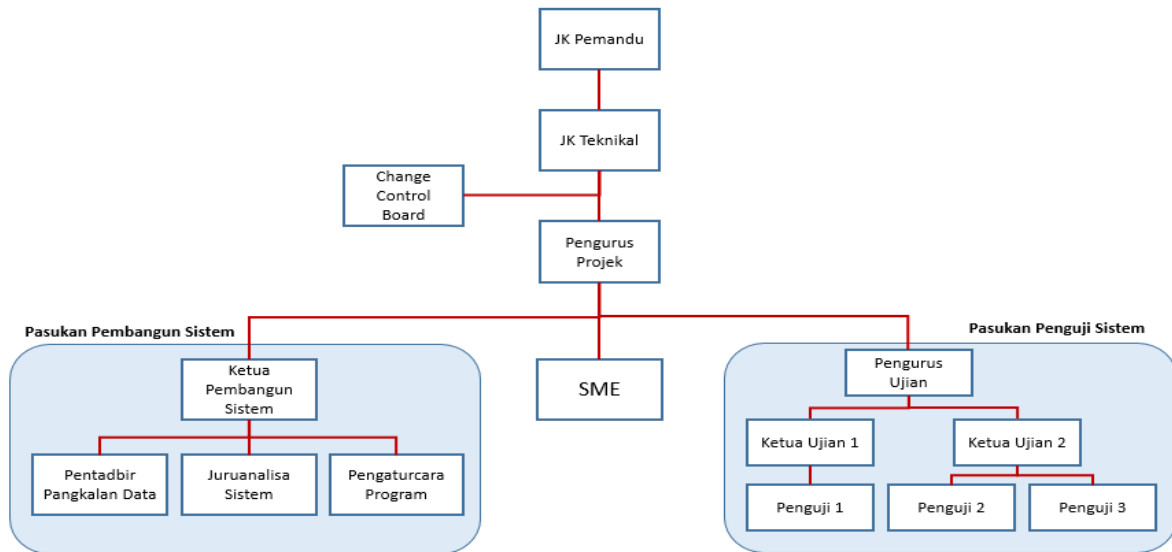 JK Pemandu
JK Teknikal
Change
Control
Board
Pengurus
Projek
Pasukan Pembangun Sistem
Pasukan Penguji Sistem
Ketua
Pembangun
Sistem
SME
Pengurus
Ujian
Ketua Ujian 1
Ketua Ujian 2
Pentadbir
Pangkalan Data
Juruanalisa
Sistem
Pengaturcara
Program
Penguji 1
Penguji 2
Penguji 3